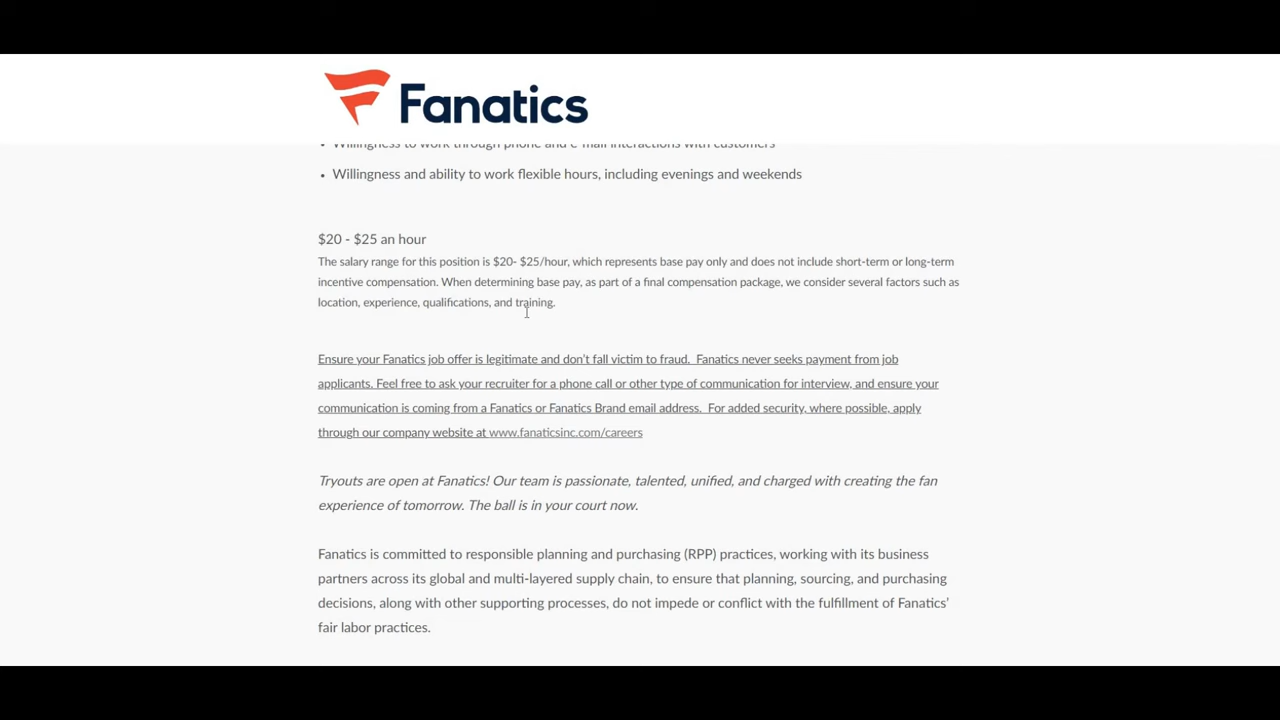 Fanatics
• Willingness to work through phone and e-mail interactions with customers
• Willingness and ability to work flexible hours, including evenings and weekends
$20 - $25 an hour
The salary range for this position is $20- $25/hour, which represents base pay only and does not include short-term or long-term
incentive compensation. When determining base pay, as part of a final compensation package, we consider several factors such as
location, experience, qualifications, and training.
Ensure your Fanatics job offer is legitimate and don't fall victim to fraud.  Fanatics never seeks payment from job
applicants. Feel free to ask your recruiter for a phone call or other type of communication for interview, and ensure your
communication is coming from a Fanatics or Fanatics Brand email address.  For added security, where possible, apply
through our company website at www.fanaticsinc.com/careers
Tryouts are open at Fanatics! Our team is passionate, talented, unified, and charged with creating the fan
experience of tomorrow. The ball is in your court now.
Fanatics is committed to responsible planning and purchasing (RPP) practices, working with its business
partners across its global and multi-layered supply chain, to ensure that planning, sourcing, and purchasing
decisions, along with other supporting processes, do not impede or conflict with the fulfillment of Fanatics'
fair labor practices.